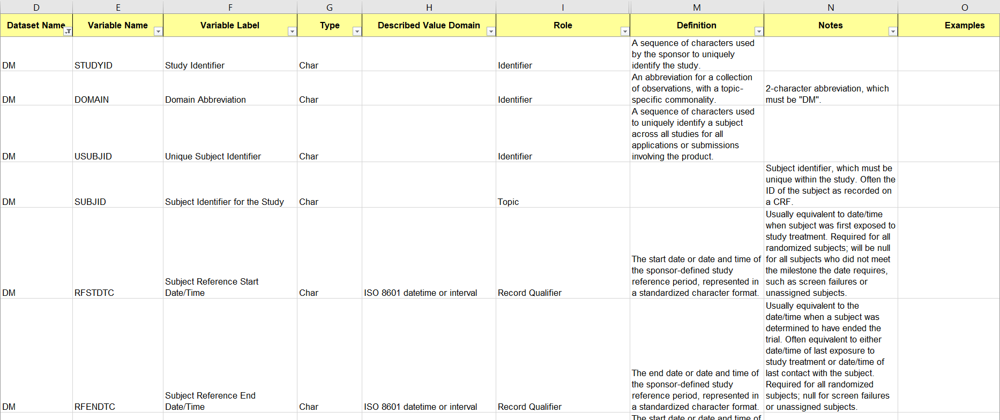 D E F G H I M N O
Dataset Name Variable Name Variable Label Type Described Value Domain Role Definition Notes Examples
DM STUDYID Study Identifier Char Identifier
A sequence of characters used
by the sponsor to uniquely
identify the study.
DM DOMAIN Domain Abbreviation Char Identifier
An abbreviation for a collection
of observations, with a topic-
specific commonality.
2-character abbreviation, which
must be "DM".
DM USUBJID Unique Subject Identifier Char Identifier
A sequence of characters used
to uniquely identify a subject
across all studies for all
applications or submissions
involving the product.
DM SUBJID Subject Identifier for the Study Char Topic
Subject identifier, which must be
unique within the study. Often the
ID of the subject as recorded on
a CRF.
DM RFSTDTC
Subject Reference Start
Date/Time
Char ISO 8601 datetime or interval Record Qualifier
The start date or date and time of
the sponsor-defined study
reference period, represented in
a standardized character format.
Usually equivalent to date/time
when subject was first exposed to
study treatment. Required for all
randomized subjects; will be null
for all subjects who did not meet
the milestone the date requires,
such as screen failures or
unassigned subjects.
DM RFENDTC
Subject Reference End
Date/Time
Char ISO 8601 datetime or interval Record Qualifier
The end date or date and time of
the sponsor-defined study
reference period, represented in
a standardized character format.
Usually equivalent to the
date/time when a subject was
determined to have ended the
trial. Often equivalent to either
date/time of last exposure to
study treatment or date/time of
last contact with the subject.
Required for all randomized
subjects; null for screen failures
or unassigned subjects.
The start date or date and time of